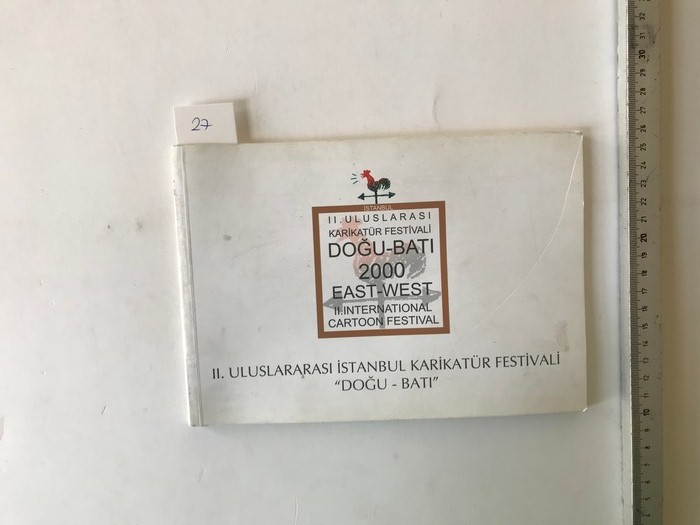 27
İSTANBUL
II. ULUSLARASI
KARİKATÜR FESTİVALİ
DOĞU-BATI
2000
EAST-WEST
II.INTERNATIONAL
CARTOON FESTIVAL
II. ULUSLARARASI İSTANBUL KARİKATÜR FESTİVALİ
"DOĞU - BATI"